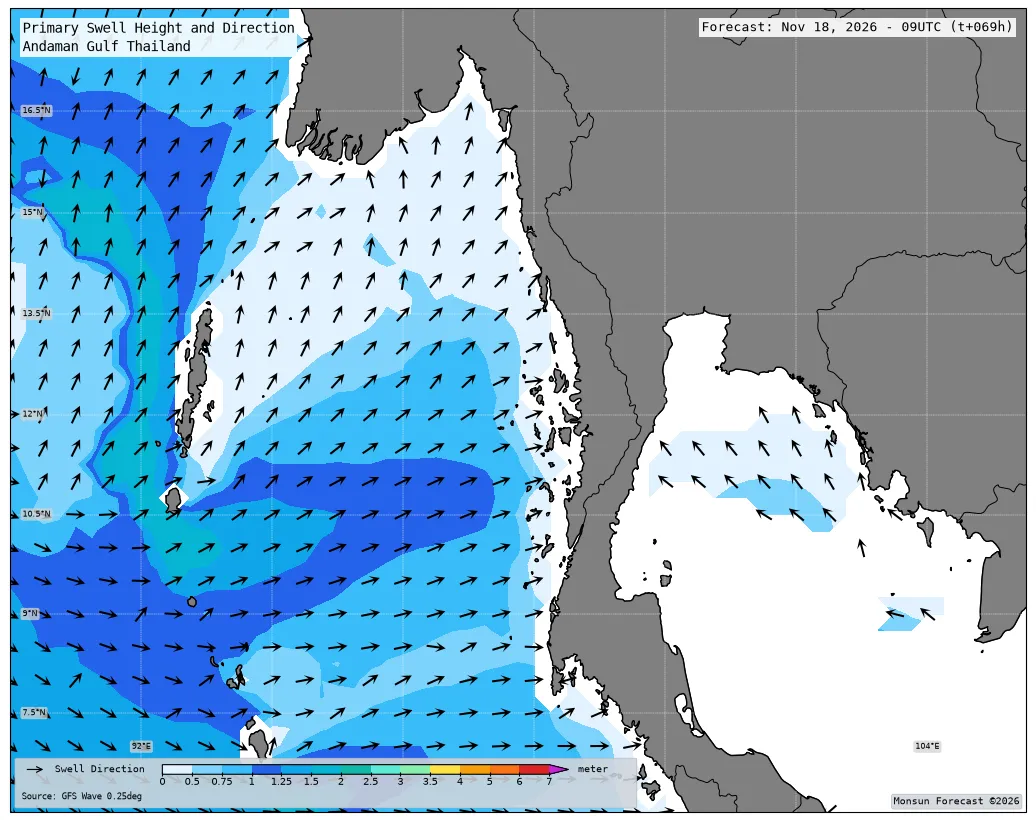 Primary Swell Height and Direction
Andaman Gulf Thailand
Forecast: Nov 18, 2026 - 09UTC (t+069h)
16.5°N
15°N
13.5°N
12°N
10.5°N
9°N
7.5°N
92°E
104°E
Swell Direction
0 0.5 0.75 1 1.25 1.5 2 2.5 3 3.5 4 5 6 7
meter
Source: GFS Wave 0.25deg
Monsun Forecast ©2026